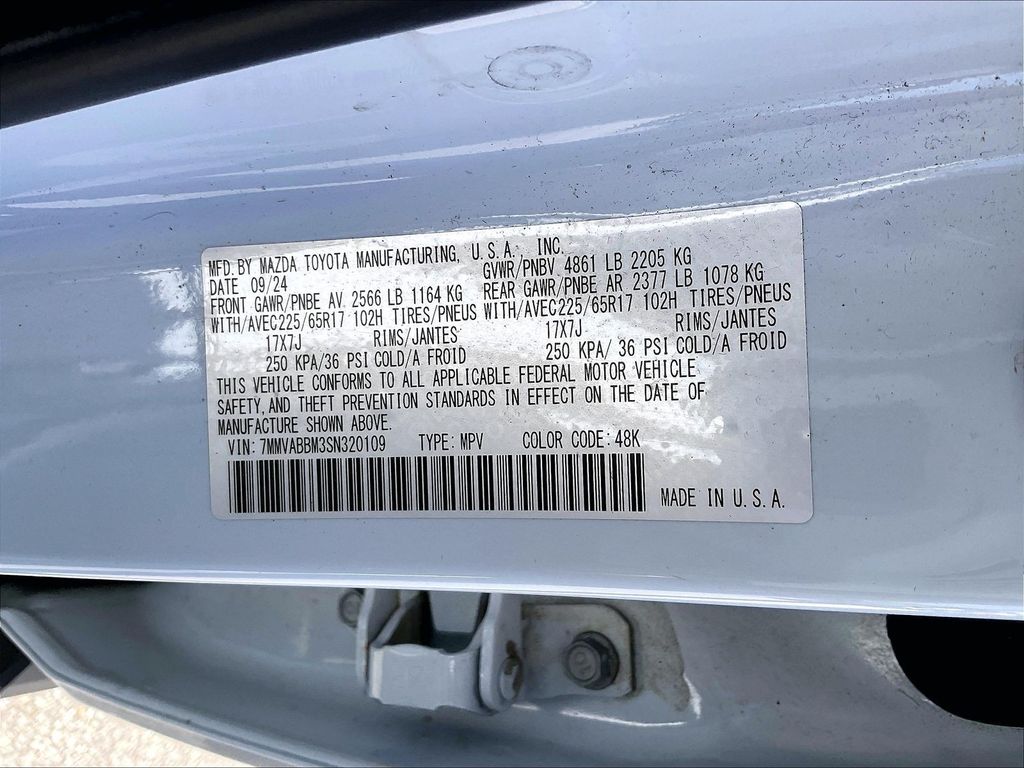 MFD. BY MAZDA TOYOTA MANUFACTURING, U.S.A. INC.
DATE 09/24 GVWR/PNBV 4861 LB 2205 KG
FRONT GAWR/PNBE AV 2566 LB 1164 KG REAR GAWR/PNBE AR 2377 LB 1078 KG
WITH/AVEC225/65R17 102H TIRES/PNEUS WITH/AVEC225/65R17 102H TIRES/PNEUS
17X7J RIMS/JANTES 17X7J RIMS/JANTES
250 KPA/36 PSI COLD/A FROID 250 KPA/ 36 PSI COLD/A FROID
THIS VEHICLE CONFORMS TO ALL APPLICABLE FEDERAL MOTOR VEHICLE
SAFETY, AND THEFT PREVENTION STANDARDS IN EFFECT ON THE DATE OF
MANUFACTURE SHOWN ABOVE.
VIN: 7MMVABBM3SN320109 TYPE: MPV COLOR CODE: 48K
MADE IN U.S.A.